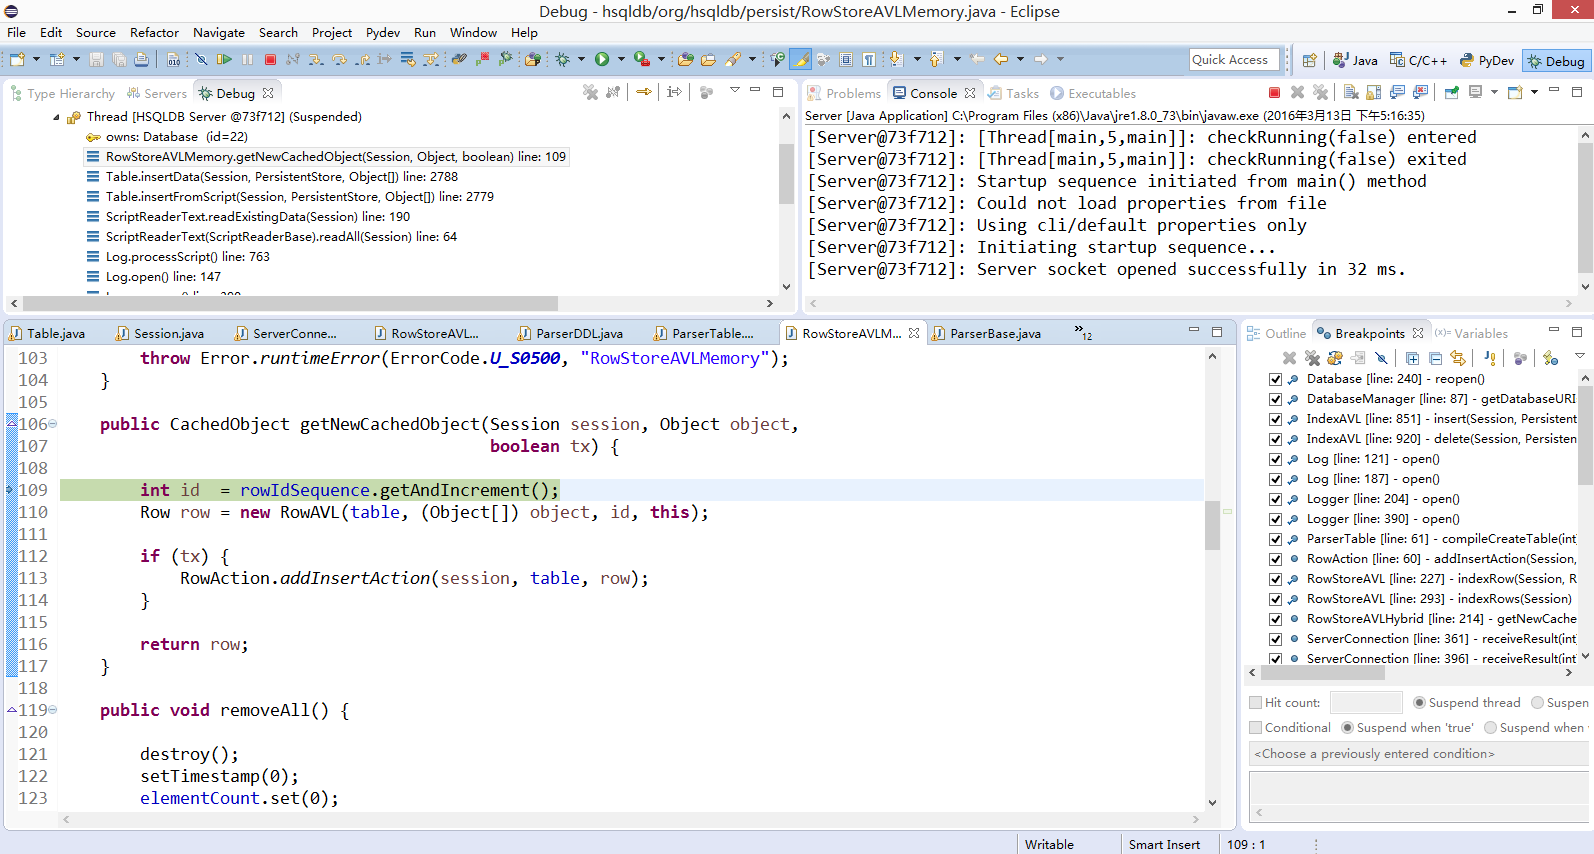 Debug - hsqldb/org/hsqldb/persist/RowStoreAVLMemory.java - Eclipse
File Edit Source Refactor Navigate Search Project Pydev Run Window Help
Quick Access Java C/C++ PyDev Debug
Type Hierarchy Servers Debug
Thread [HSQLDB Server @73f712] (Suspended)
owns: Database (id=22)
RowStoreAVLMemory.getNewCachedObject(Session, Object, boolean) line: 109
Table.insertData(Session, PersistentStore, Object[]) line: 2788
Table.insertFromScript(Session, PersistentStore, Object[]) line: 2779
ScriptReaderText.readExistingData(Session) line: 190
ScriptReaderText(ScriptReaderBase).readAll(Session) line: 64
Log.processScript() line: 763
Log.open() line: 147
Problems Console Tasks Executables
Server [Java Application] C:\Program Files (x86)\Java\jre1.8.0_73\bin\javaw.exe (2016年3月13日 下午5:16:35)
[Server@73f712]: [Thread[main,5,main]]: checkRunning(false) entered
[Server@73f712]: [Thread[main,5,main]]: checkRunning(false) exited
[Server@73f712]: Startup sequence initiated from main() method
[Server@73f712]: Could not load properties from file
[Server@73f712]: Using cli/default properties only
[Server@73f712]: Initiating startup sequence...
[Server@73f712]: Server socket opened successfully in 32 ms.
Table.java Session.java ServerConne... RowStoreAVL... ParserDDL.java ParserTable.... RowStoreAVLM... ParserBase.java »12
103 throw Error.runtimeError(ErrorCode.U_S0500, "RowStoreAVLMemory");
104 }
105
106 public CachedObject getNewCachedObject(Session session, Object object,
107 boolean tx) {
108
109 int id = rowIdSequence.getAndIncrement();
110 Row row = new RowAVL(table, (Object[]) object, id, this);
111
112 if (tx) {
113 RowAction.addInsertAction(session, table, row);
114 }
115
116 return row;
117 }
118
119 public void removeAll() {
120
121 destroy();
122 setTimestamp(0);
123 elementCount.set(0);
Outline Breakpoints (x)= Variables
Database [line: 240] - reopen()
DatabaseManager [line: 87] - getDatabaseURI
IndexAVL [line: 851] - insert(Session, Persistent
IndexAVL [line: 920] - delete(Session, Persisten
Log [line: 121] - open()
Log [line: 187] - open()
Logger [line: 204] - open()
Logger [line: 390] - open()
ParserTable [line: 61] - compileCreateTable(int
RowAction [line: 60] - addInsertAction(Session,
RowStoreAVL [line: 227] - indexRow(Session, R
RowStoreAVL [line: 293] - indexRows(Session)
RowStoreAVLHybrid [line: 214] - getNewCache
ServerConnection [line: 361] - receiveResult(int
ServerConnection [line: 396] - receiveResult(int
Hit count: Suspend thread Suspen
Conditional Suspend when 'true' Suspend when
<Choose a previously entered condition>
Writable Smart Insert 109 : 1